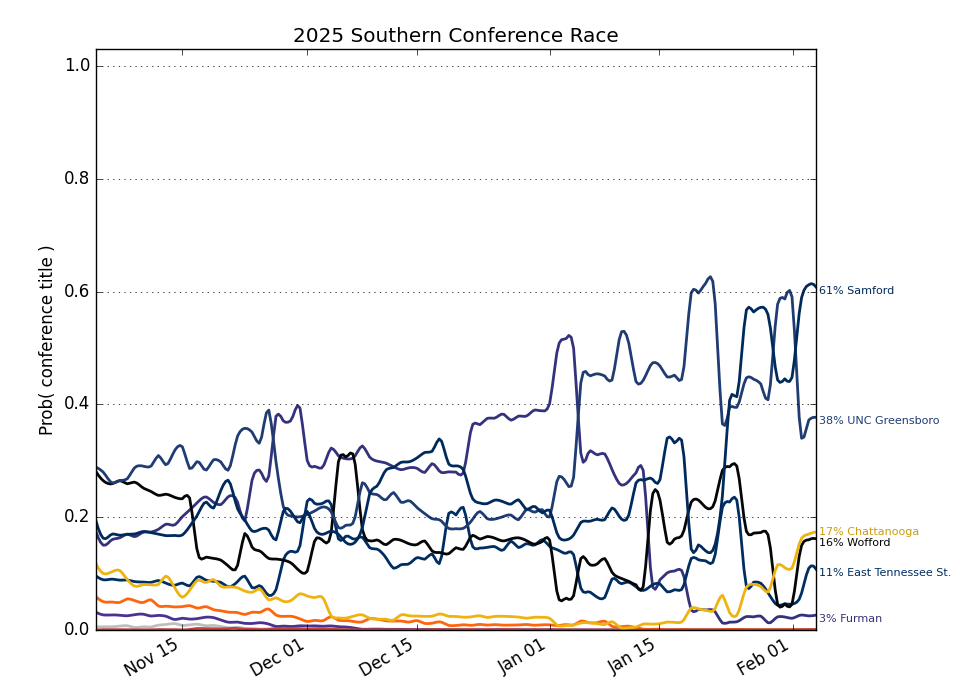 2025 Southern Conference Race
Prob( conference title )
1.0
0.8
0.6
0.4
0.2
0.0
Nov 15
Dec 01
Dec 15
Jan 01
Jan 15
Feb 01
61% Samford
38% UNC Greensboro
17% Chattanooga
16% Wofford
11% East Tennessee St.
3% Furman